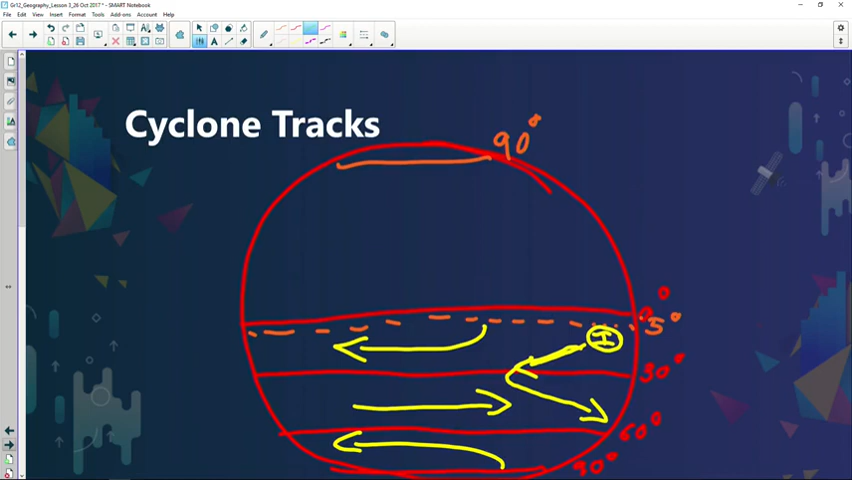 Gr12_Geography_Lesson 3_26 Oct 2017 * - SMART Notebook
Edit View Insert Format Tools Add-ons Account Help
Cyclone Tracks
90°
0°
5°
I
30°
60°
90°